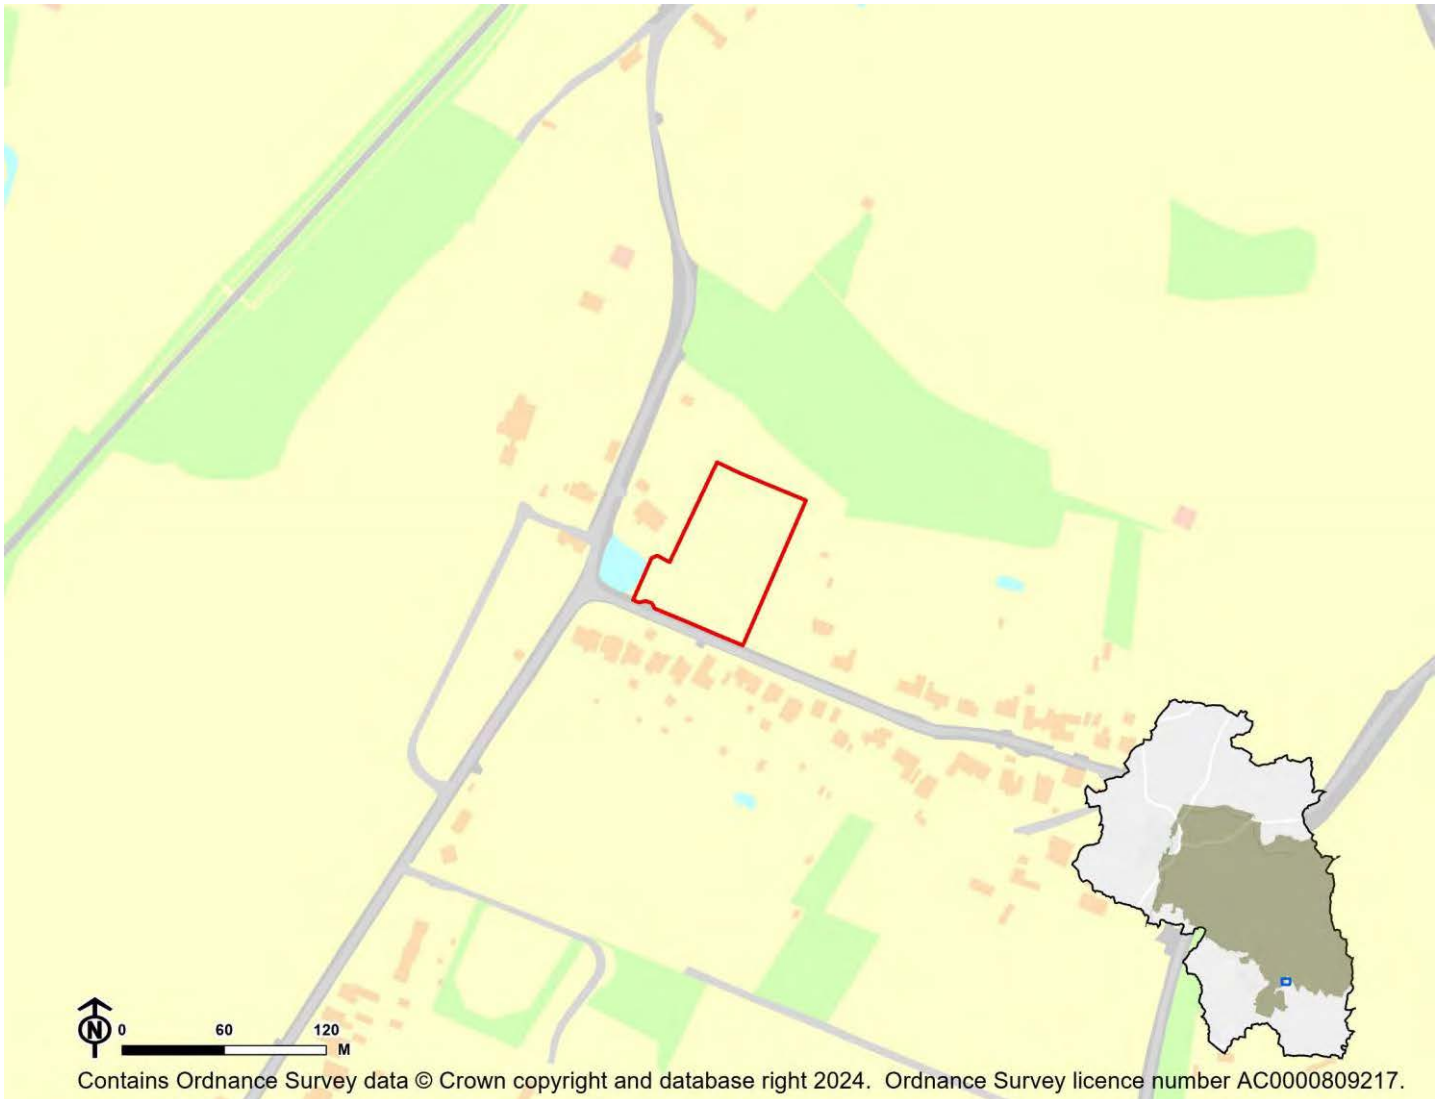 N
0 60 120
M
Contains Ordnance Survey data © Crown copyright and database right 2024. Ordnance Survey licence number AC0000809217.